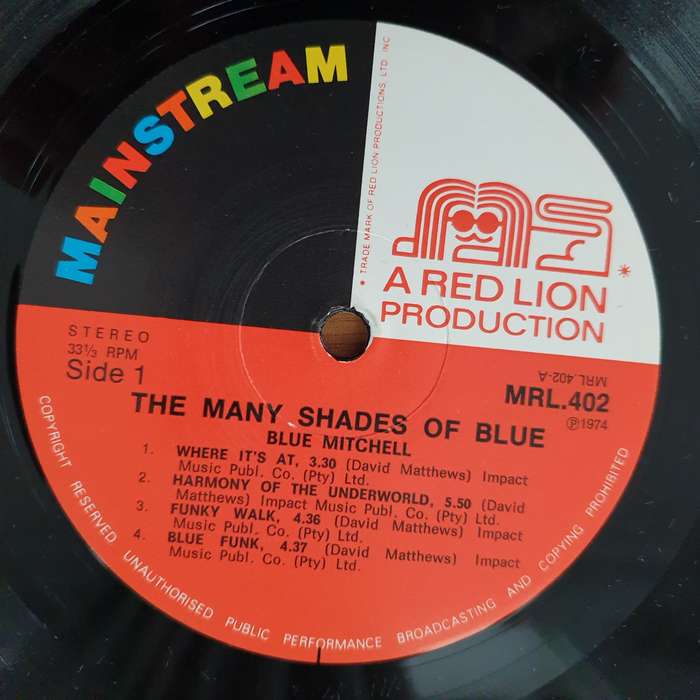 MAINSTREAM
* TRADE MARK OF RED LION PRODUCTIONS LTD INC
A RED LION
PRODUCTION
STEREO
33⅓ RPM
Side 1
MRL.402-A
MRL.402
Ⓟ1974
THE MANY SHADES OF BLUE
BLUE MITCHELL
1. WHERE IT'S AT, 3.30 (David Matthews) Impact
Music Publ. Co. (Pty) Ltd.
2. HARMONY OF THE UNDERWORLD, 5.50 (David
Matthews) Impact Music Publ. Co. (Pty) Ltd.
3. FUNKY WALK, 4.36 (David Matthews) Impact
Music Publ. Co. (Pty) Ltd.
4. BLUE FUNK, 4.37 (David Matthews) Impact
Music Publ. Co. (Pty) Ltd.
COPYRIGHT RESERVED UNAUTHORISED PUBLIC PERFORMANCE BROADCASTING AND COPYING PROHIBITED